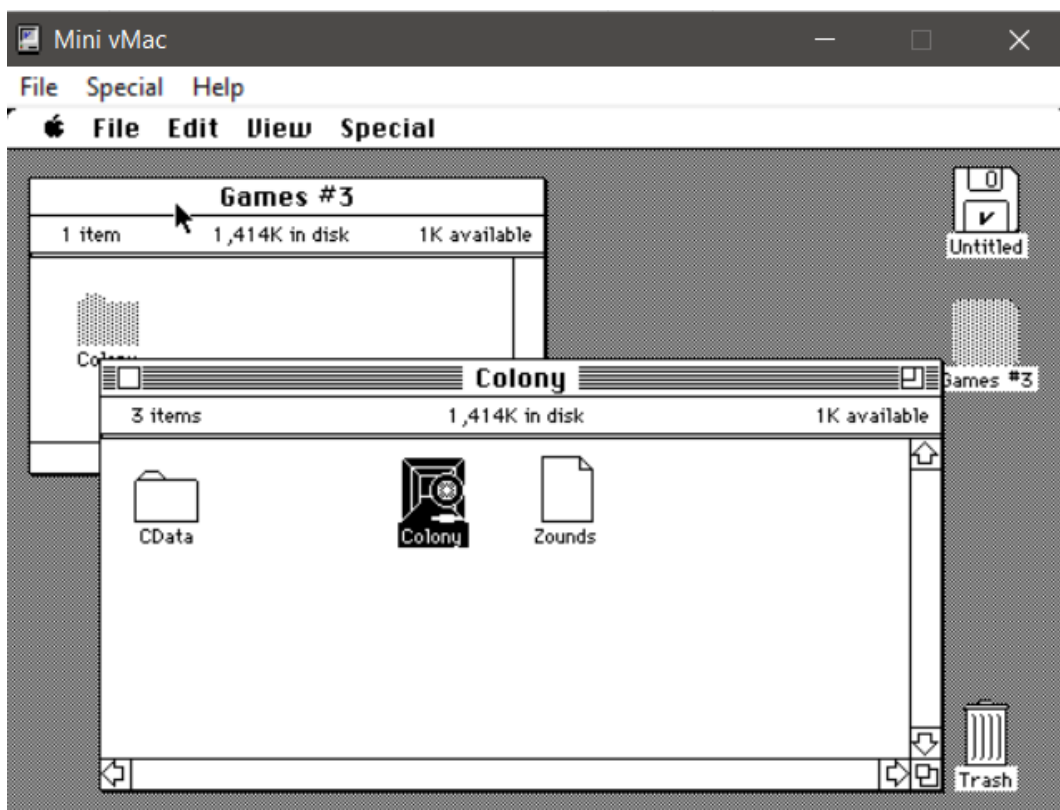 Mini vMac
File Special Help
File Edit View Special
Games #3
1 item 1,414K in disk 1K available
Untitled
Games #3
Colony
3 items 1,414K in disk 1K available
CData
Colony
Zounds
Trash